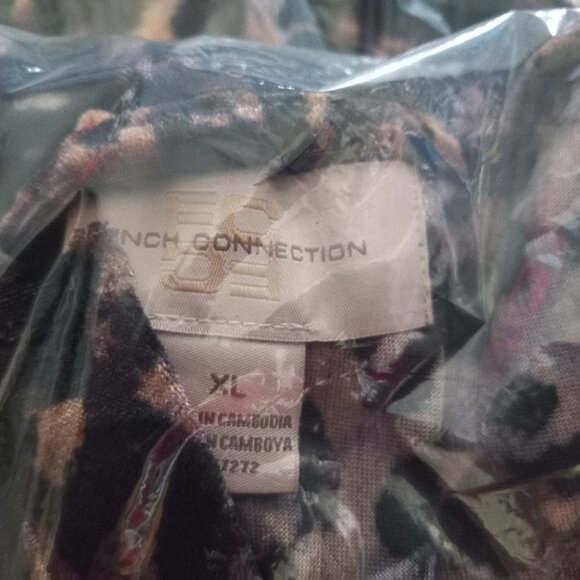 ENCH CONNECTION
XL
IN CAMBODIA
N CAMBOYA
7272